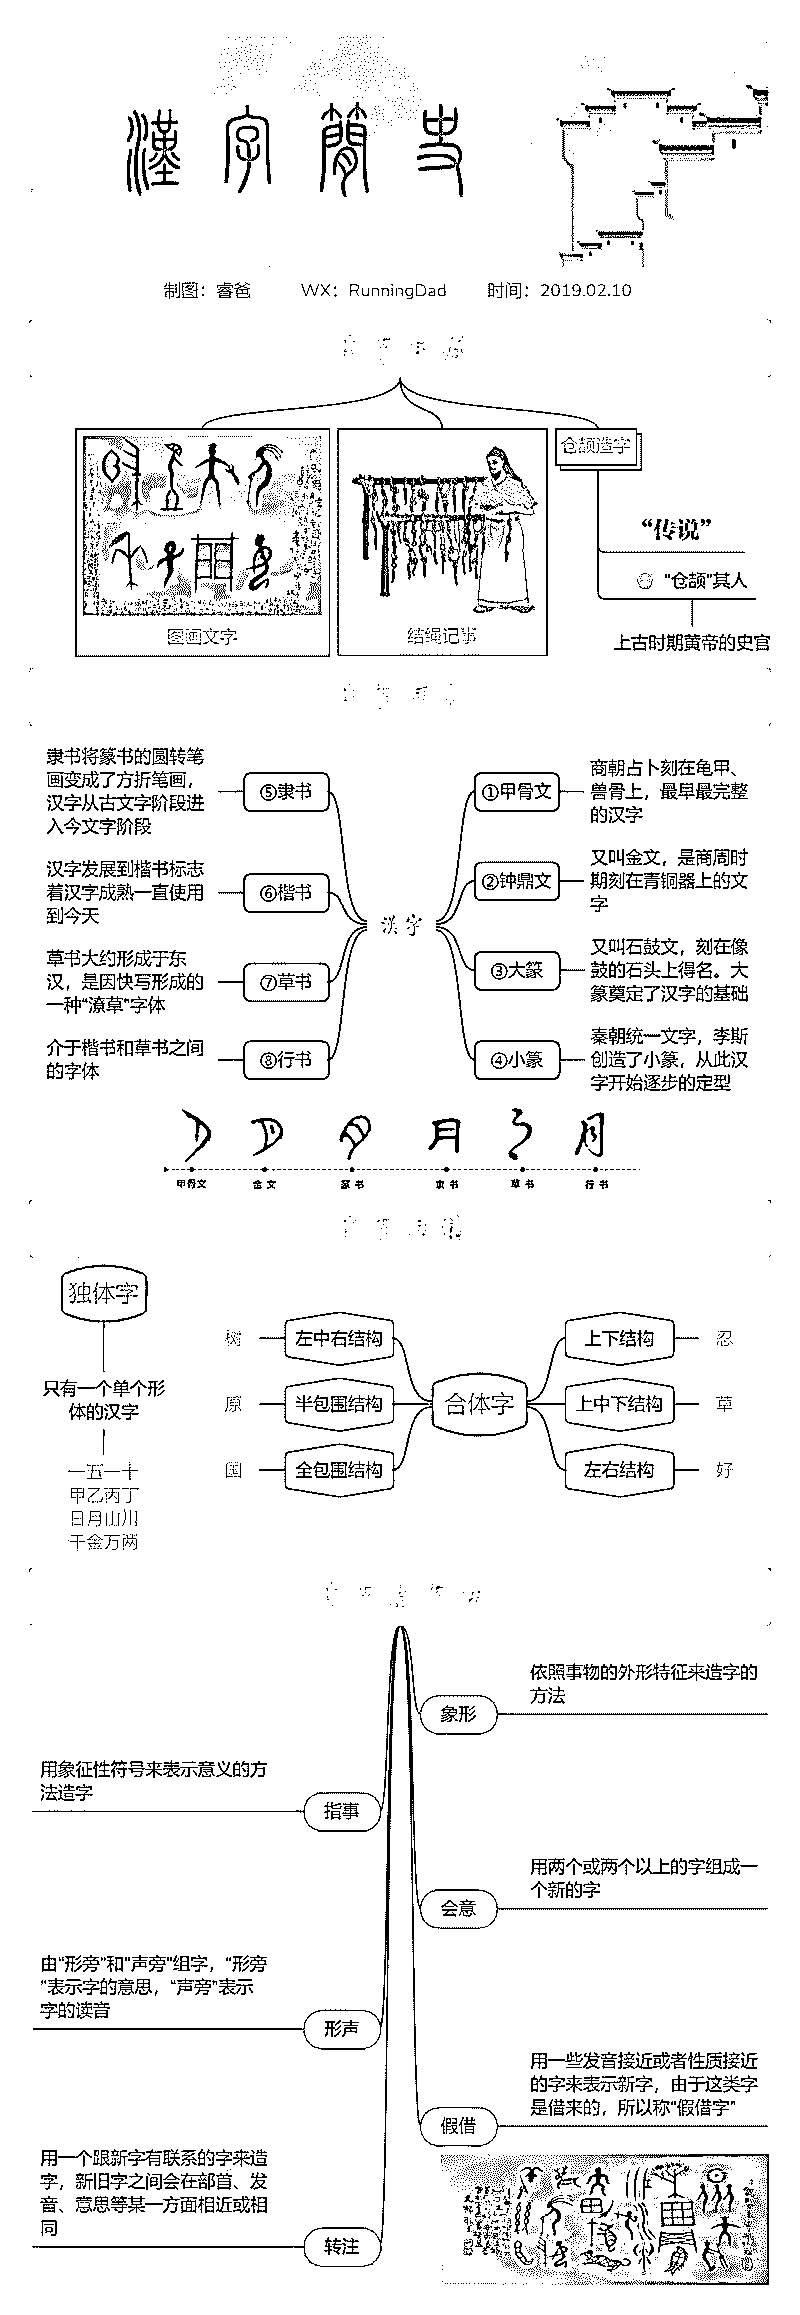 漢字簡史
制图：睿爸 WX：RunningDad 时间：2019.02.10
图画文字
结绳记事
仓颉造字
“传说”
“仓颉”其人
上古时期黄帝的史官
隶书将篆书的圆转笔
画变成了方折笔画，
汉字从古文字阶段进
入今文字阶段
⑤隶书
汉字发展到楷书标志
着汉字成熟一直使用
到今天
⑥楷书
草书大约形成于东
汉，是因快写形成的
一种“潦草”字体
⑦草书
介于楷书和草书之间
的字体
⑧行书
汉字
①甲骨文
商朝占卜刻在龟甲、
兽骨上，最早最完整
的汉字
②钟鼎文
又叫金文，是商周时
期刻在青铜器上的文
字
③大篆
又叫石鼓文，刻在像
鼓的石头上得名。大
篆奠定了汉字的基础
④小篆
秦朝统一文字，李斯
创造了小篆，从此汉
字开始逐步的定型
甲骨文 金文 篆书 隶书 草书 行书
独体字
只有一个单个形
体的汉字
一五一十
甲乙丙丁
日月山川
千金万两
合体字
树 左中右结构
原 半包围结构
国 全包围结构
上下结构 忍
上中下结构 草
左右结构 好
象形
依照事物的外形特征来造字的
方法
用象征性符号来表示意义的方
法造字
指事
用两个或两个以上的字组成一
个新的字
会意
由“形旁”和“声旁”组字，“形旁
”表示字的意思，“声旁”表示
字的读音
形声
用一些发音接近或者性质接近
的字来表示新字，由于这类字
是借来的，所以称“假借字”
假借
用一个跟新字有联系的字来造
字，新旧字之间会在部首、发
音、意思等某一方面相近或相
同
转注